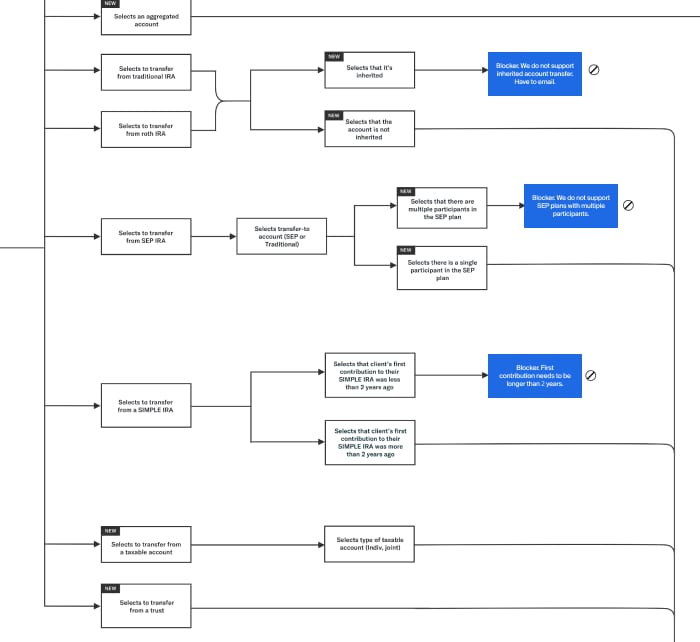 NEW
Selects an aggregated
account
Selects to transfer
from traditional IRA
NEW
Selects that it's
inherited
Blocker. We do not support
inherited account transfer.
Have to email.
Selects to transfer
from roth IRA
NEW
Selects that the
account is not
inherited
NEW
Selects that there are
multiple participants in
the SEP plan
Blocker. We do not support
SEP plans with multiple
participants.
Selects to transfer
from SEP IRA
Selects transfer-to
account (SEP or
Traditional)
NEW
Selects there is a single
participant in the SEP
plan
Selects that client's first
contribution to their
SIMPLE IRA was less
than 2 years ago
Blocker. First
contribution needs to be
longer than 2 years.
Selects to transfer
from a SIMPLE IRA
Selects that client's first
contribution to their
SIMPLE IRA was more
than 2 years ago
NEW
Selects to transfer from
a taxable account
Selects type of taxable
account (Indiv, joint)
NEW
Selects to transfer
from a trust